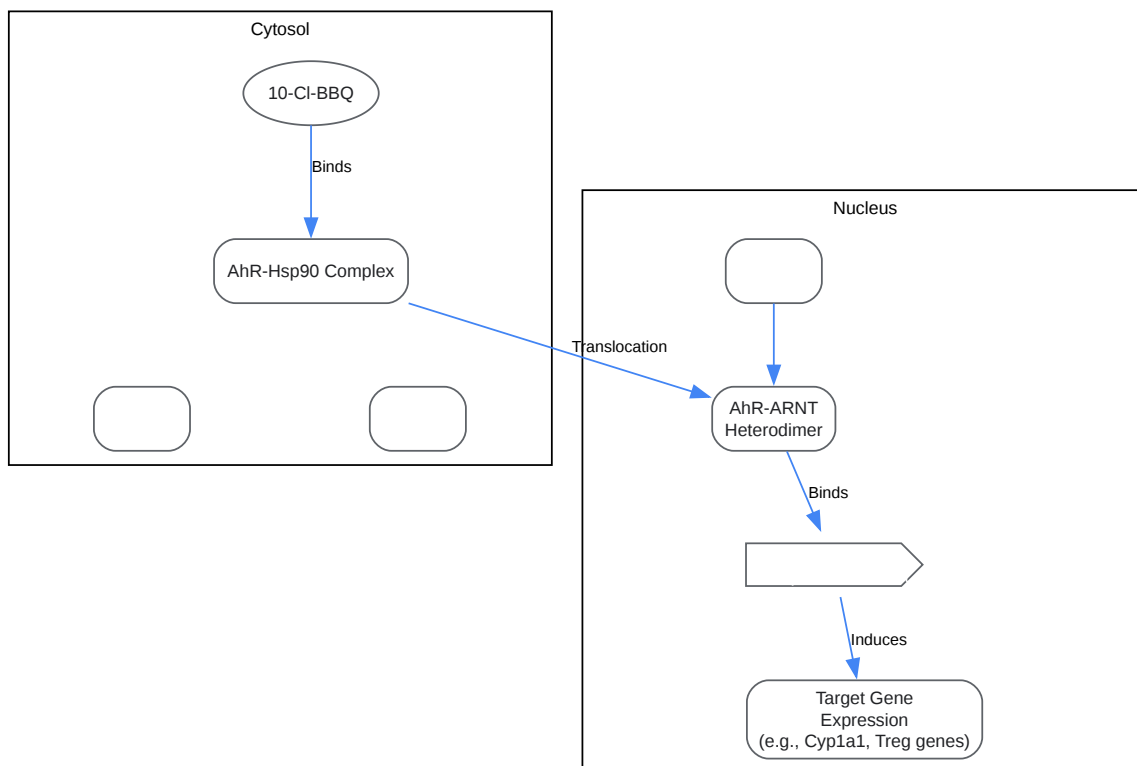 Cytosol
10-Cl-BBQ
Binds
AhR-Hsp90 Complex
Nucleus
Translocation
AhR-ARNT
Heterodimer
Binds
Induces
Target Gene
Expression
(e.g., Cyp1a1, Treg genes)